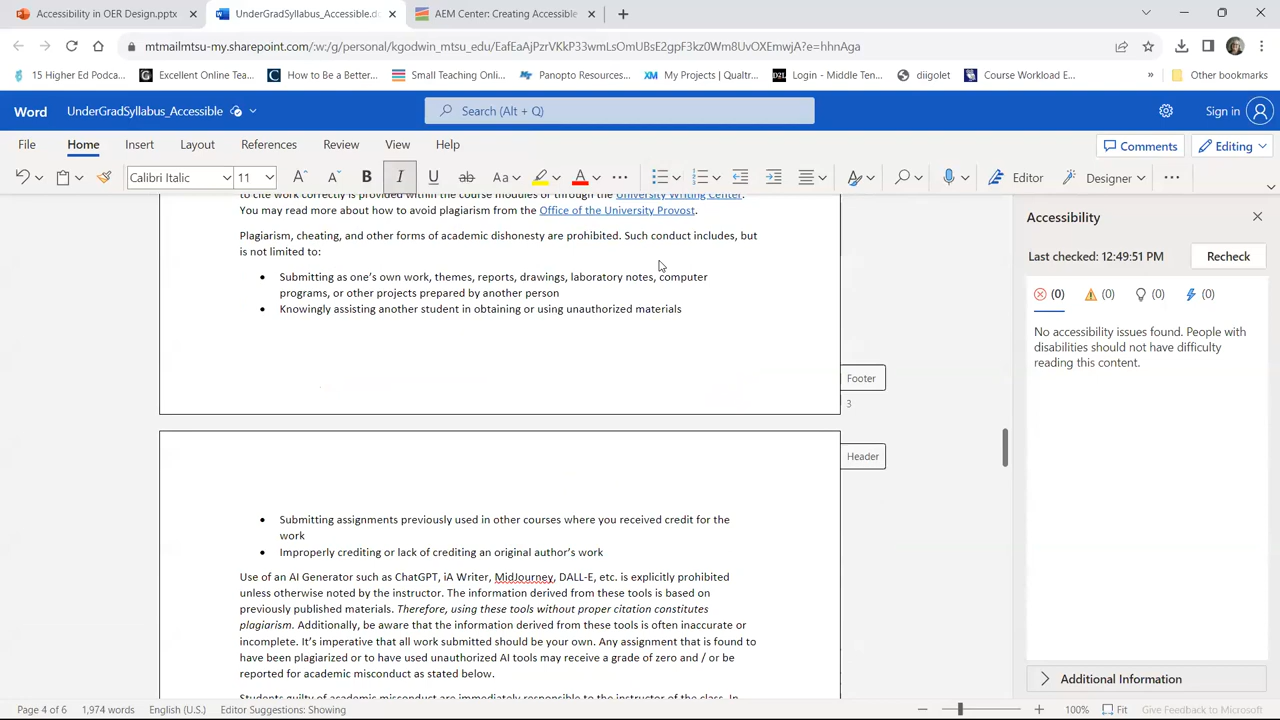 Accessibility in OER Design.pptx
UnderGradSyllabus_Accessible.do
AEM Center: Creating Accessible
mtmailmtsu-my.sharepoint.com/:w:/g/personal/kgodwin_mtsu_edu/EafEaAjPzrVKkP33wmLsOmUBsE2gpF3kz0Wm8UvOXEmwjA?e=hhnAga
15 Higher Ed Podca...
Excellent Online Tea...
How to Be a Better...
Small Teaching Onli...
Panopto Resources...
My Projects | Qualtr...
Login - Middle Ten...
diigolet
Course Workload E...
Other bookmarks
Word
UnderGradSyllabus_Accessible
Search (Alt + Q)
Sign in
File
Home
Insert
Layout
References
Review
View
Help
Comments
Editing
Calibri Italic
11
Editor
Designer
to cite work correctly is provided within the course modules or through the University Writing Center.
You may read more about how to avoid plagiarism from the Office of the University Provost.
Plagiarism, cheating, and other forms of academic dishonesty are prohibited. Such conduct includes, but
is not limited to:
• Submitting as one's own work, themes, reports, drawings, laboratory notes, computer
programs, or other projects prepared by another person
• Knowingly assisting another student in obtaining or using unauthorized materials
Footer
3
Header
• Submitting assignments previously used in other courses where you received credit for the
work
• Improperly crediting or lack of crediting an original author's work
Use of an AI Generator such as ChatGPT, iA Writer, MidJourney, DALL-E, etc. is explicitly prohibited
unless otherwise noted by the instructor. The information derived from these tools is based on
previously published materials. Therefore, using these tools without proper citation constitutes
plagiarism. Additionally, be aware that the information derived from these tools is often inaccurate or
incomplete. It's imperative that all work submitted should be your own. Any assignment that is found to
have been plagiarized or to have used unauthorized AI tools may receive a grade of zero and / or be
reported for academic misconduct as stated below.
Students guilty of academic misconduct are immediately responsible to the instructor of the class. In
Accessibility
Last checked: 12:49:51 PM
Recheck
(0)
(0)
(0)
(0)
No accessibility issues found. People with
disabilities should not have difficulty
reading this content.
Additional Information
Page 4 of 6
1,974 words
English (U.S.)
Editor Suggestions: Showing
100%
Fit
Give Feedback to Microsoft